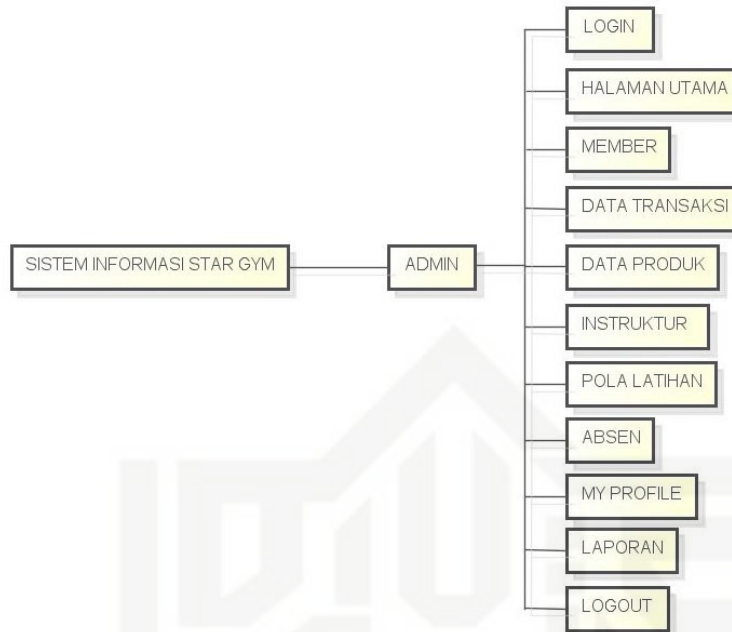 LOGIN
HALAMAN UTAMA
MEMBER
DATA TRANSAKSI
SISTEM INFORMASI STAR GYM
ADMIN
DATA PRODUK
INSTRUKTUR
POLA LATIHAN
ABSEN
MY PROFILE
LAPORAN
LOGOUT